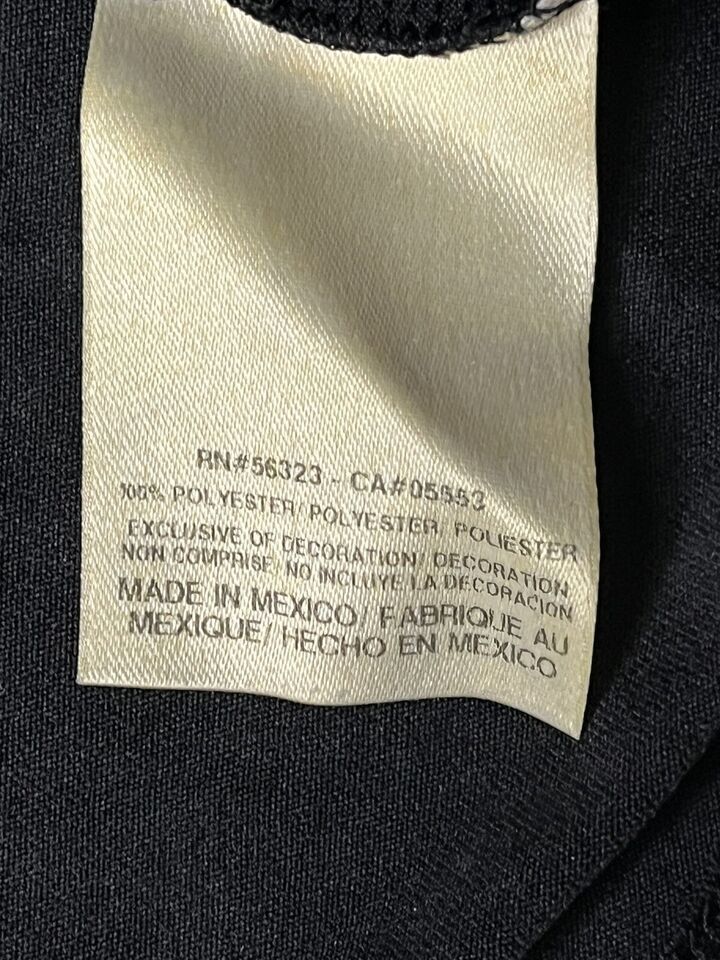 RN#56323 - CA#05553
100% POLYESTER/ POLYESTER/ POLIESTER
EXCLUSIVE OF DECORATION/ DECORATION
NON COMPRISE/ NO INCLUYE LA DECORACION
MADE IN MEXICO/ FABRIQUE AU
MEXIQUE/ HECHO EN MEXICO